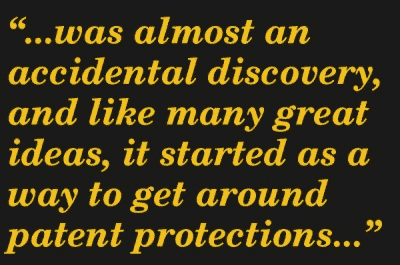 “...was almost an
accidental discovery,
and like many great
ideas, it started as a
way to get around
patent protections...”